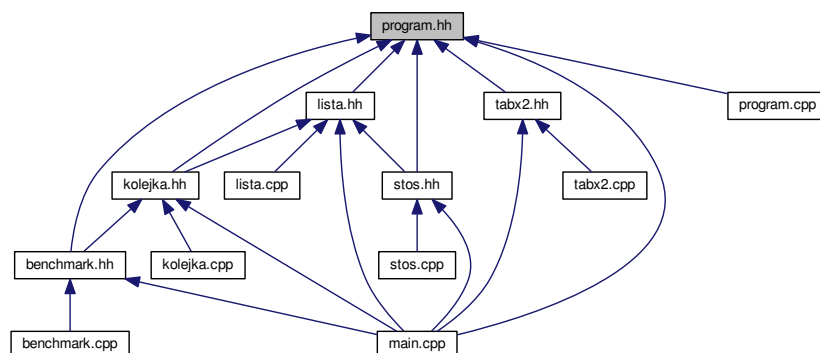 program.hh
lista.hh
tabx2.hh
program.cpp
kolejka.hh
lista.cpp
stos.hh
tabx2.cpp
benchmark.hh
kolejka.cpp
stos.cpp
benchmark.cpp
main.cpp